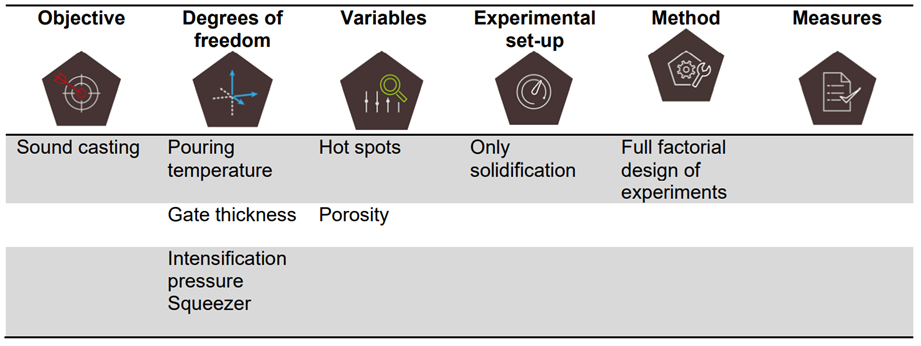 Objective
Degrees of
freedom
Variables
Experimental
set-up
Method
Measures
Sound casting
Pouring
temperature
Hot spots
Only
solidification
Full factorial
design of
experiments
Gate thickness
Porosity
Intensification
pressure
Squeezer